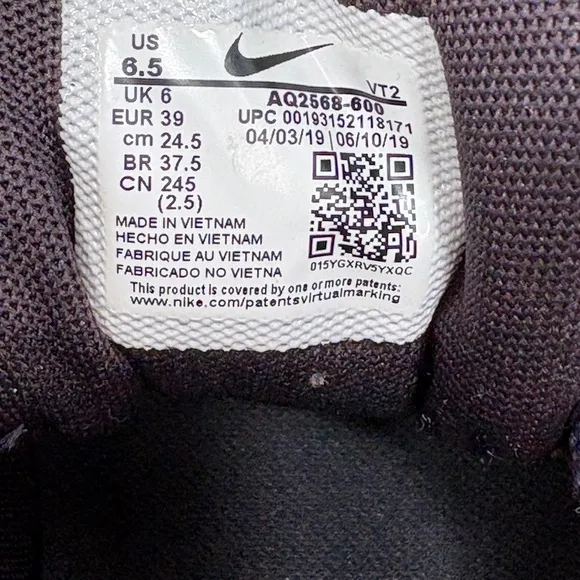 US
6.5
UK 6
EUR 39
cm 24.5
BR 37.5
CN 245
(2.5)
VT2
AQ2568-600
UPC 00193152118171
04/03/19 | 06/10/19
015YGXRV5YXQC
MADE IN VIETNAM
HECHO EN VIETNAM
FABRIQUE AU VIETNAM
FABRICADO NO VIETNA
This product is covered by one or more patents:
www.nike.com/patentsvirtualmarking